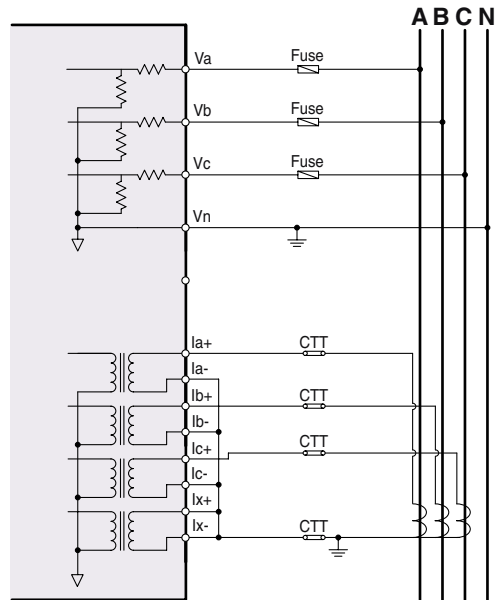 A B C N
Va
Fuse
Vb
Fuse
Vc
Fuse
Vn
Ia+
CTT
Ia-
Ib+
CTT
Ib-
Ic+
CTT
Ic-
Ix+
Ix-
CTT